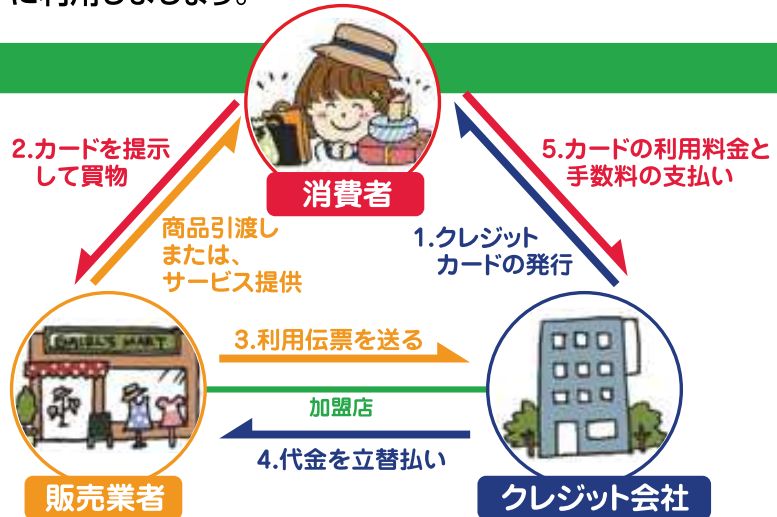 に利用しましょう。
2.カードを提示
して買物
5.カードの利用料金と
手数料の支払い
消費者
商品引渡し
または、
サービス提供
1.クレジット
カードの発行
3.利用伝票を送る
加盟店
4.代金を立替払い
販売業者
クレジット会社